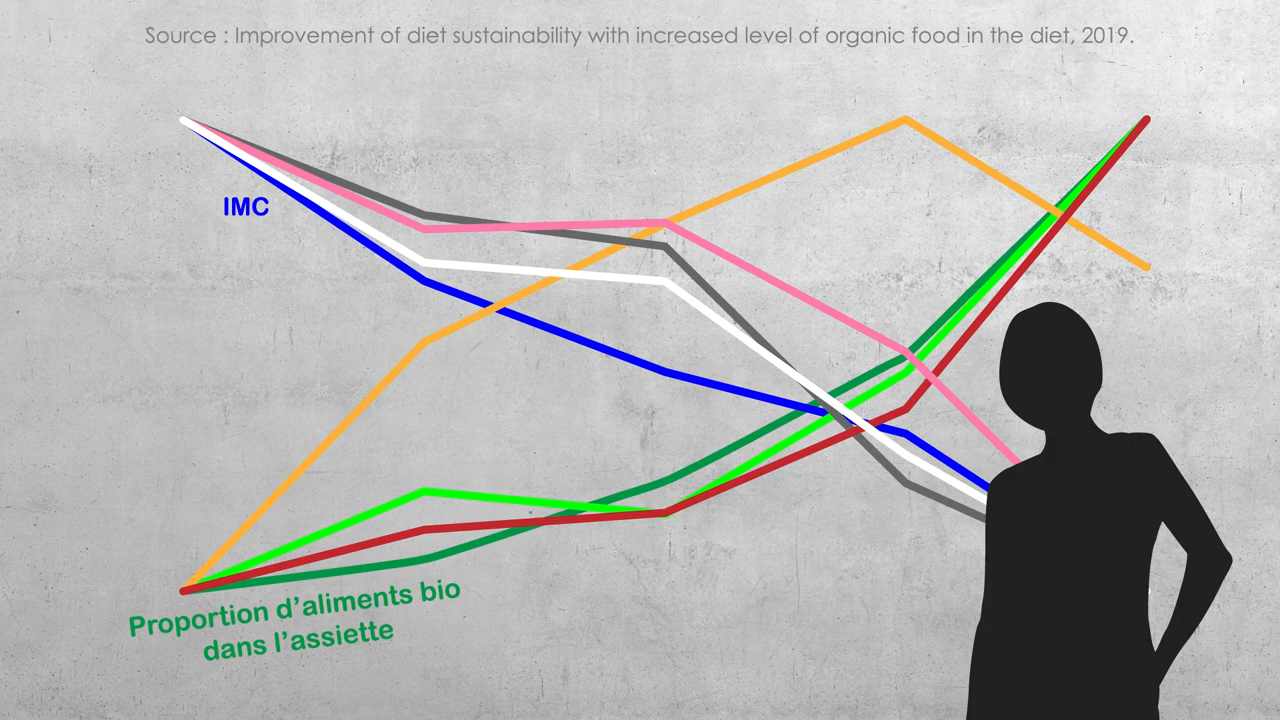 Source : Improvement of diet sustainability with increased level of organic food in the diet, 2019.
IMC
Proportion d'aliments bio
dans l'assiette